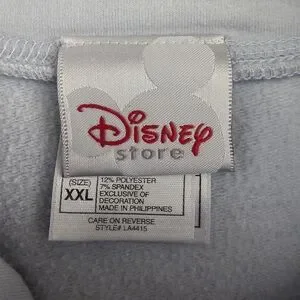 Disney
store
(SIZE)
XXL
12% POLYESTER
7% SPANDEX
EXCLUSIVE OF
DECORATION
MADE IN PHILIPPINES
CARE ON REVERSE
STYLE# LA4415